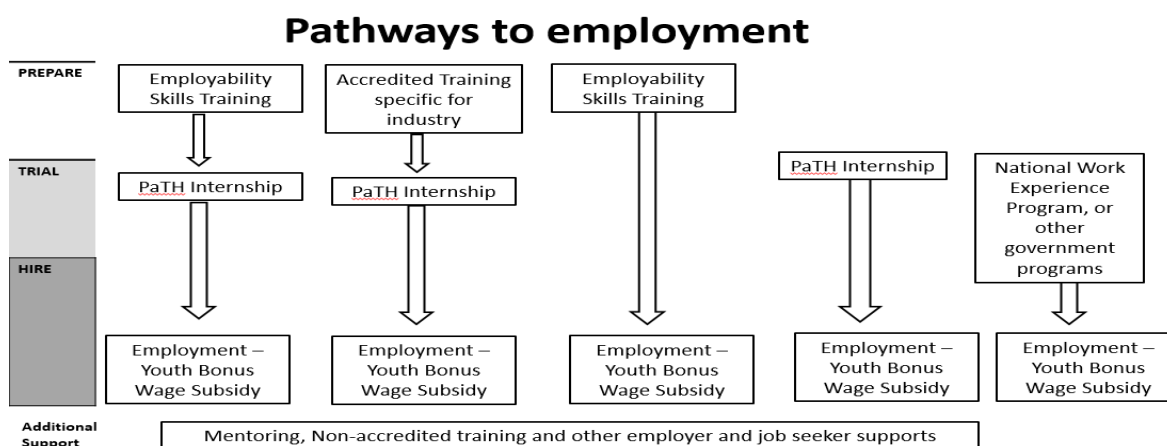 Pathways to employment
PREPARE
Employability
Skills Training
Accredited Training
specific for
industry
Employability
Skills Training
TRIAL
PaTH Internship
PaTH Internship
PaTH Internship
National Work
Experience
Program, or
other
government
programs
HIRE
Employment –
Youth Bonus
Wage Subsidy
Employment –
Youth Bonus
Wage Subsidy
Employment –
Youth Bonus
Wage Subsidy
Employment –
Youth Bonus
Wage Subsidy
Employment –
Youth Bonus
Wage Subsidy
Additional
Support
Mentoring, Non-accredited training and other employer and job seeker supports